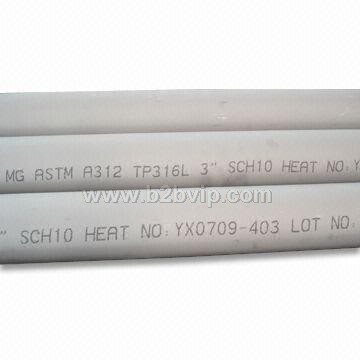 MG ASTM A312 TP316L 3" SCH10 HEAT NO:Y
www.b2bvip.com
" SCH10 HEAT NO:YX0709-403 LOT NO: